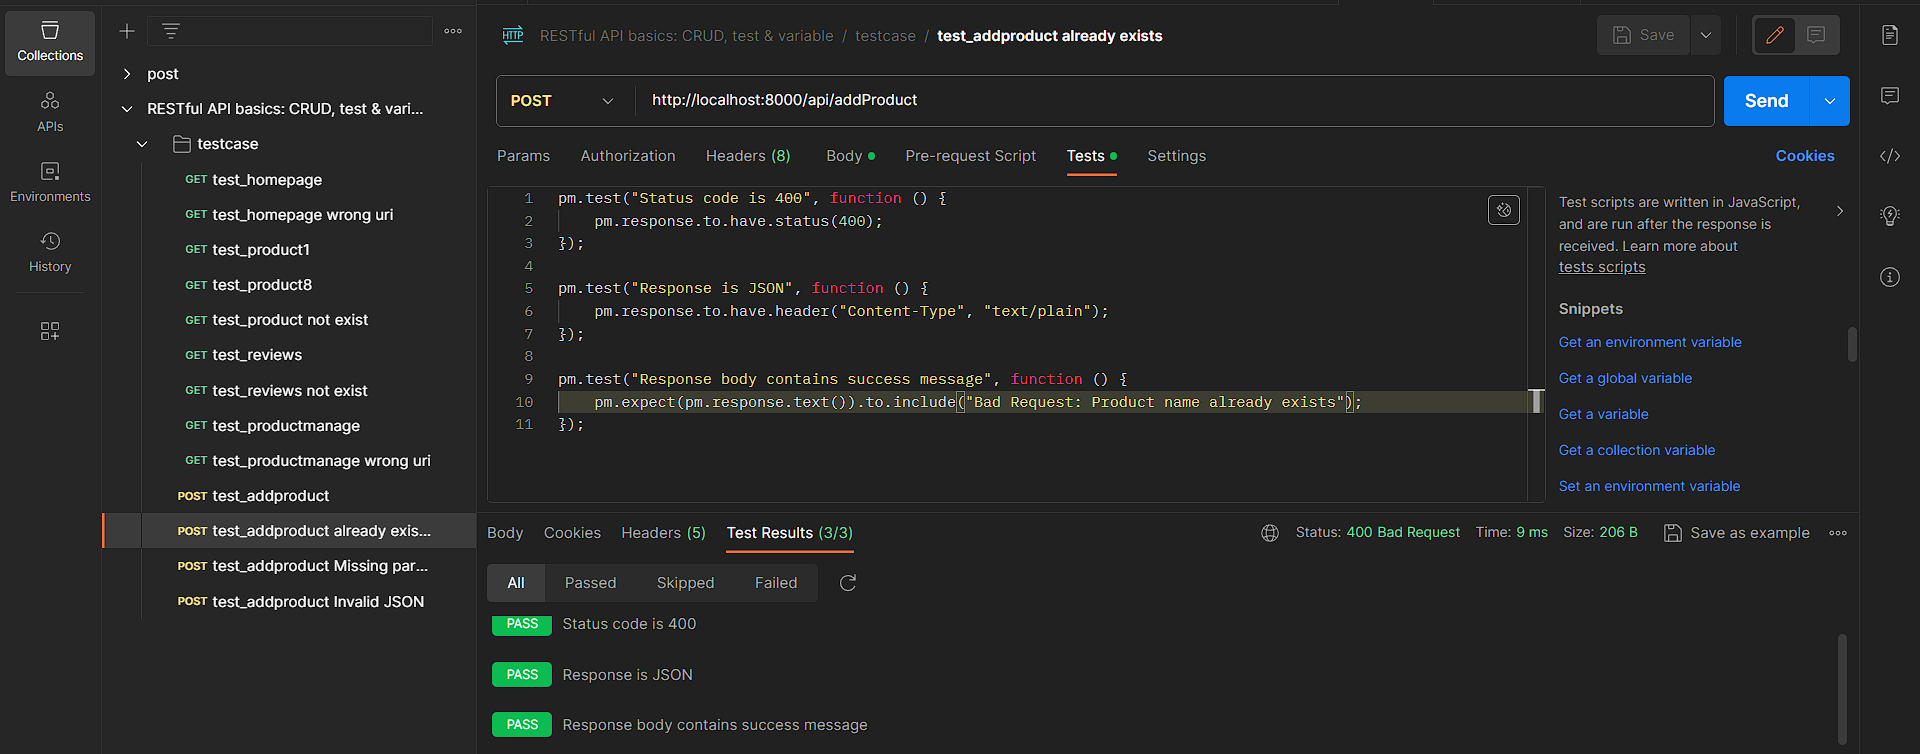 Collections
APIs
Environments
History
post
RESTful API basics: CRUD, test & vari...
testcase
GET test_homepage
GET test_homepage wrong uri
GET test_product1
GET test_product8
GET test_product not exist
GET test_reviews
GET test_reviews not exist
GET test_productmanage
GET test_productmanage wrong uri
POST test_addproduct
POST test_addproduct already exis...
POST test_addproduct Missing par...
POST test_addproduct Invalid JSON
HTTP RESTful API basics: CRUD, test & variable / testcase / test_addproduct already exists
Save
POST http://localhost:8000/api/addProduct
Send
Params Authorization Headers (8) Body Pre-request Script Tests Settings
Cookies
1 pm.test("Status code is 400", function () {
2 pm.response.to.have.status(400);
3 });
4
5 pm.test("Response is JSON", function () {
6 pm.response.to.have.header("Content-Type", "text/plain");
7 });
8
9 pm.test("Response body contains success message", function () {
10 pm.expect(pm.response.text()).to.include("Bad Request: Product name already exists");
11 });
Test scripts are written in JavaScript,
and are run after the response is
received. Learn more about
tests scripts
Snippets
Get an environment variable
Get a global variable
Get a variable
Get a collection variable
Set an environment variable
Body Cookies Headers (5) Test Results (3/3)
Status: 400 Bad Request Time: 9 ms Size: 206 B Save as example
All Passed Skipped Failed
PASS Status code is 400
PASS Response is JSON
PASS Response body contains success message